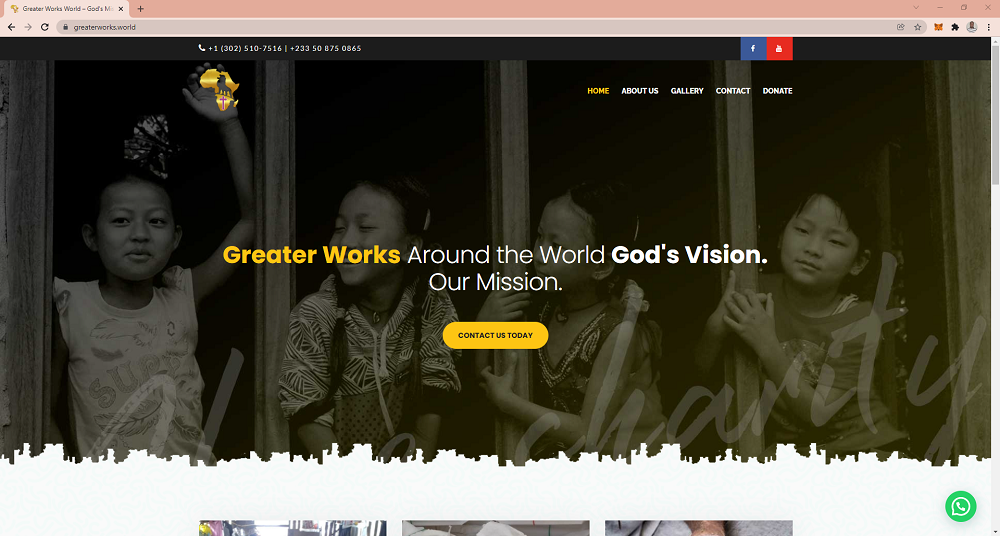 Greater Works World – God's Mi
greaterworks.world
+1 (302) 510-7516 | +233 50 875 0865
HOME ABOUT US GALLERY CONTACT DONATE
Greater Works Around the World God's Vision.
Our Mission.
CONTACT US TODAY
charity